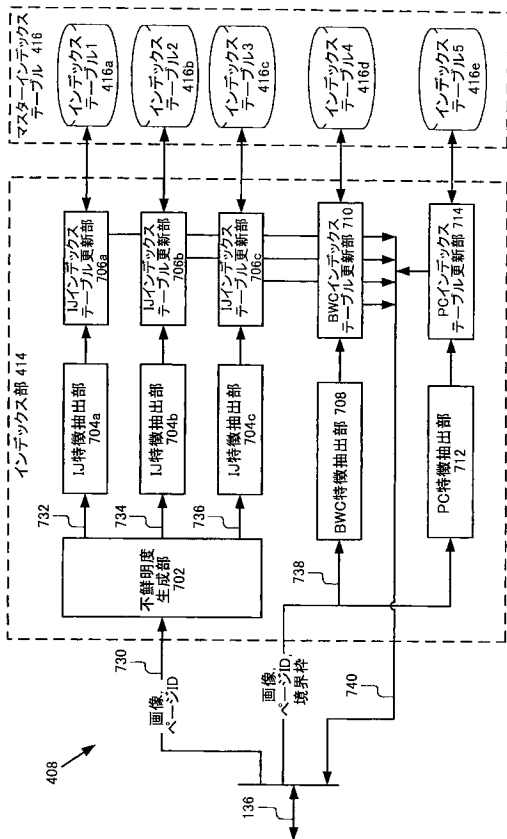 マスターインデックス
テーブル 416
インデックス
テーブル1
416a
インデックス
テーブル2
416b
インデックス
テーブル3
416c
インデックス
テーブル4
416d
インデックス
テーブル5
416e
インデックス部 414
IJインデックス
テーブル更新部
706a
IJインデックス
テーブル更新部
706b
IJインデックス
テーブル更新部
706c
BWCインデックス
テーブル更新部 710
PCインデックス
テーブル更新部 714
IJ特徴抽出部
704a
IJ特徴抽出部
704b
IJ特徴抽出部
704c
BWC特徴抽出部 708
PC特徴抽出部
712
732
734
736
738
不鮮明度
生成部
702
730
画像,
ページID
画像,
ページID,
境界枠
740
408
136